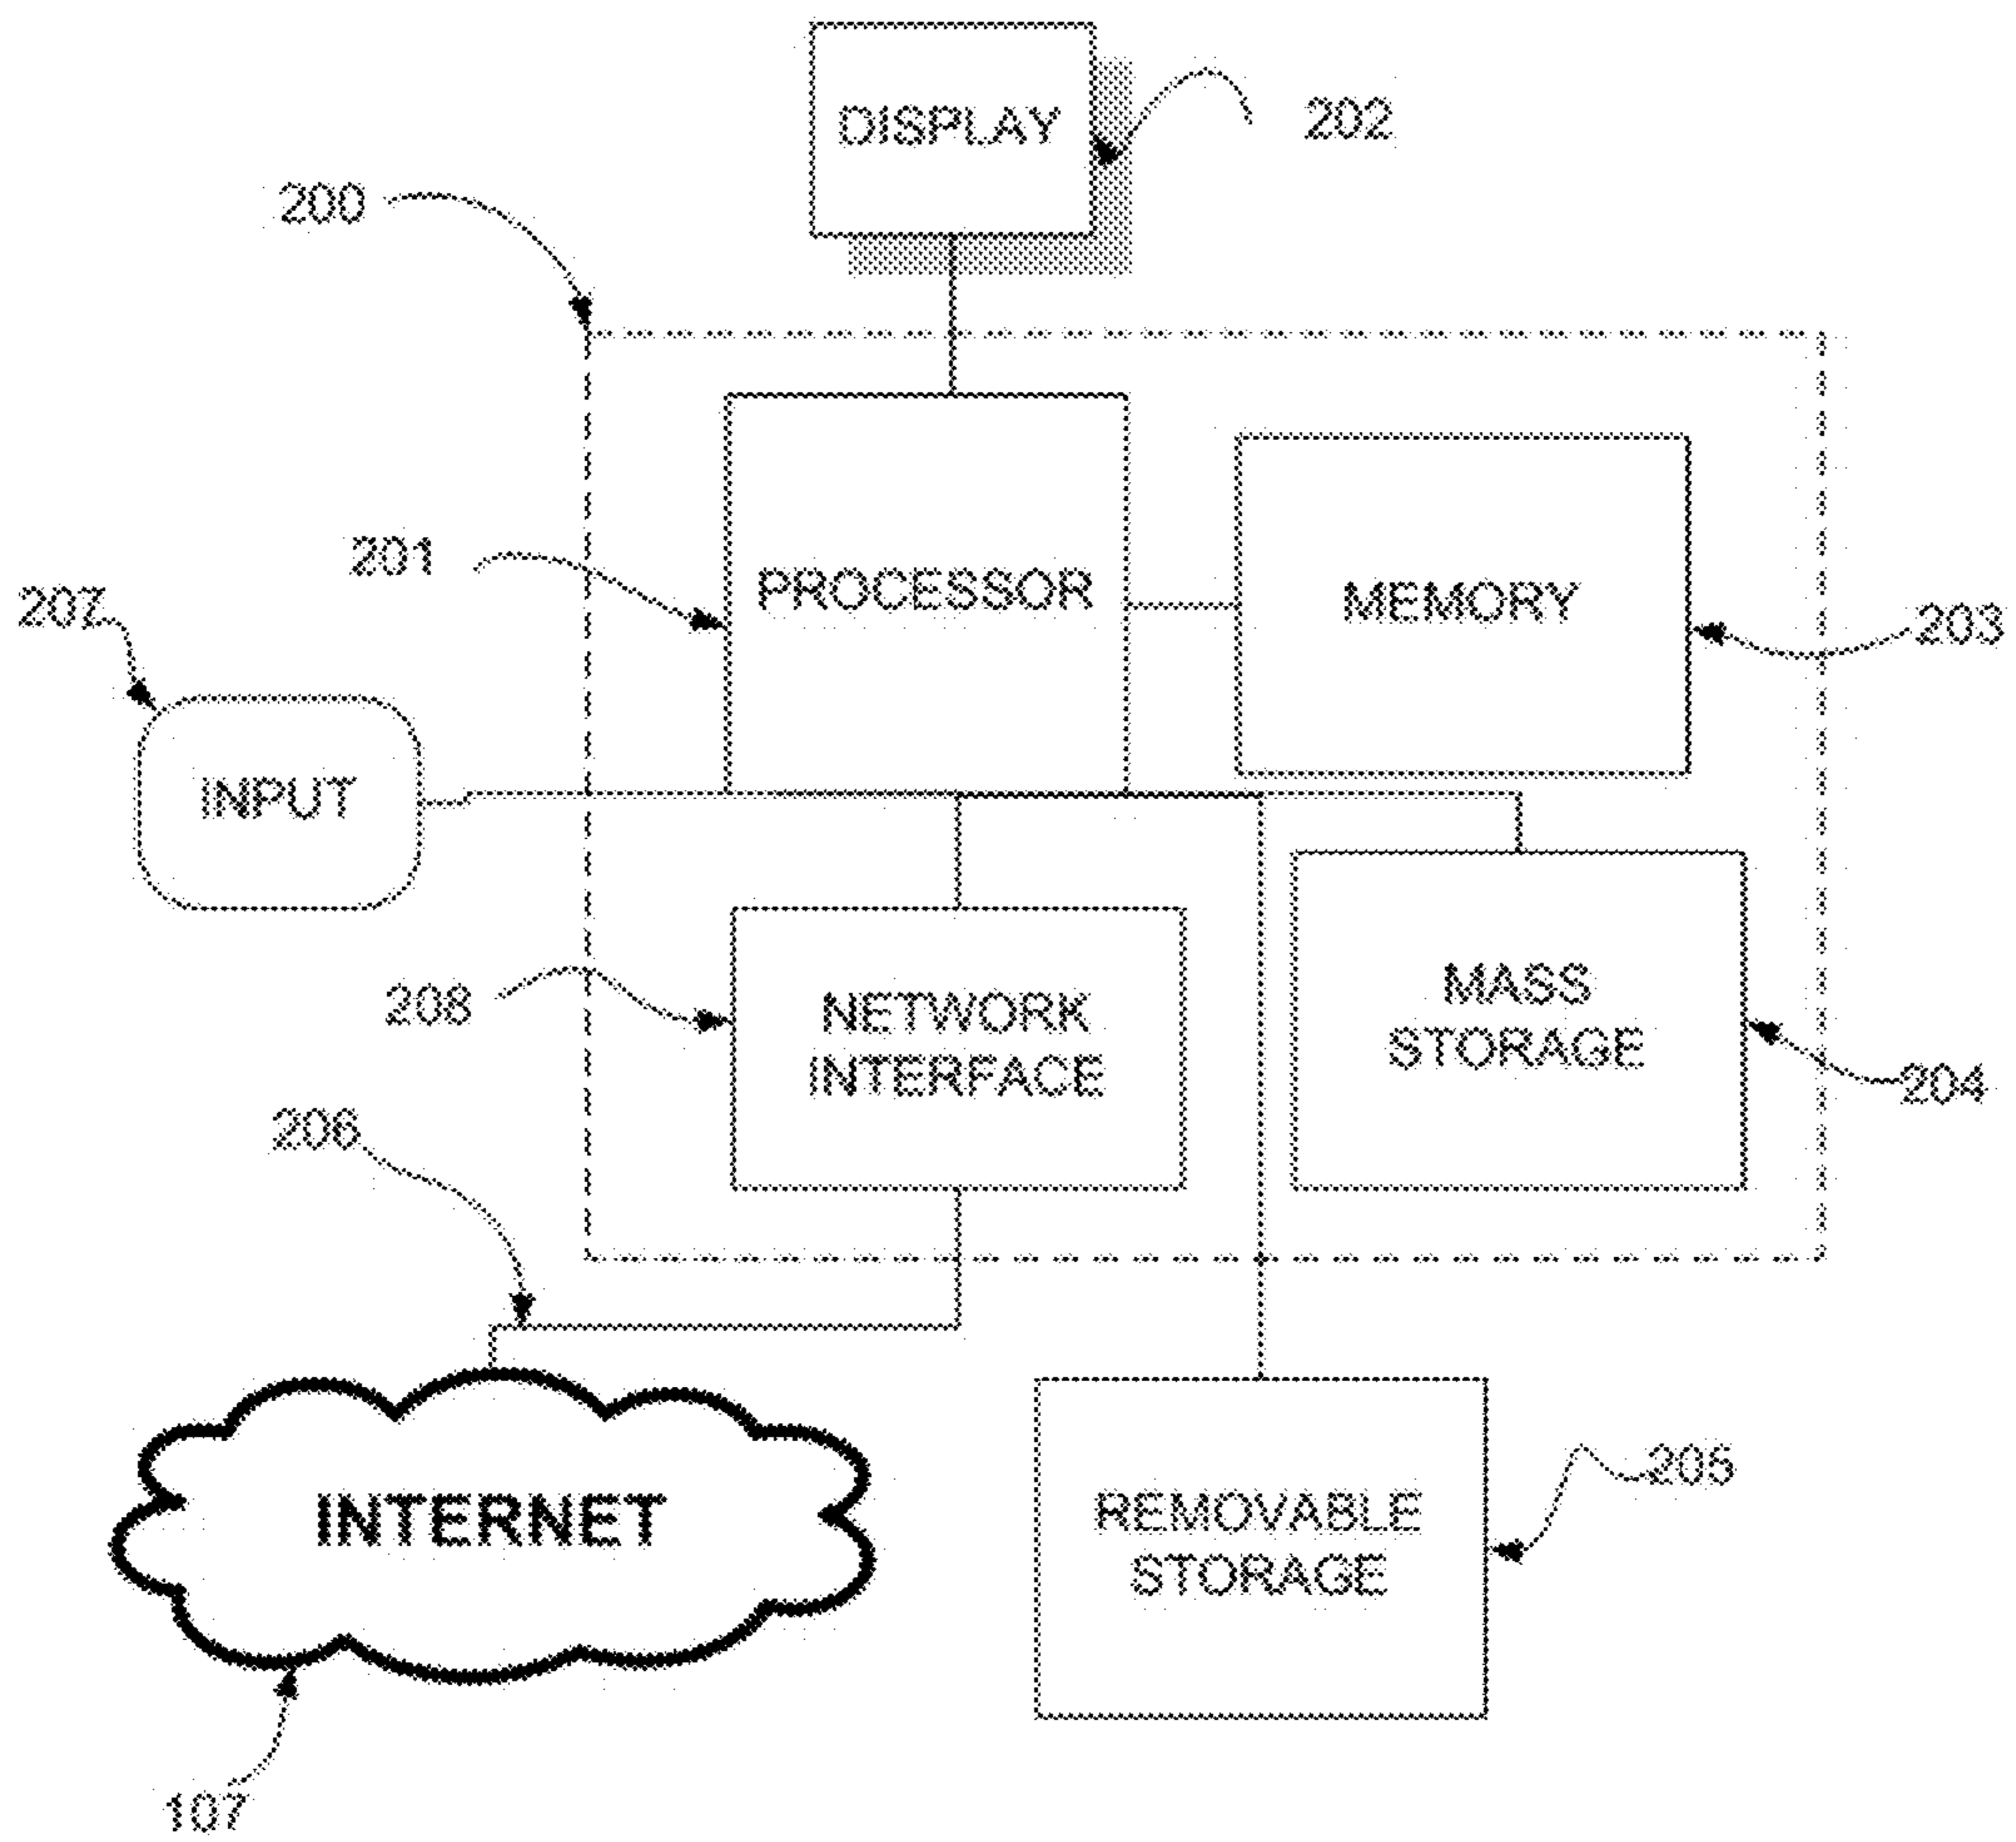 DISPLAY
202
200
201
PROCESSOR
MEMORY
203
207
INPUT
208
NETWORK
INTERFACE
MASS
STORAGE
204
206
INTERNET
REMOVABLE
STORAGE
205
107